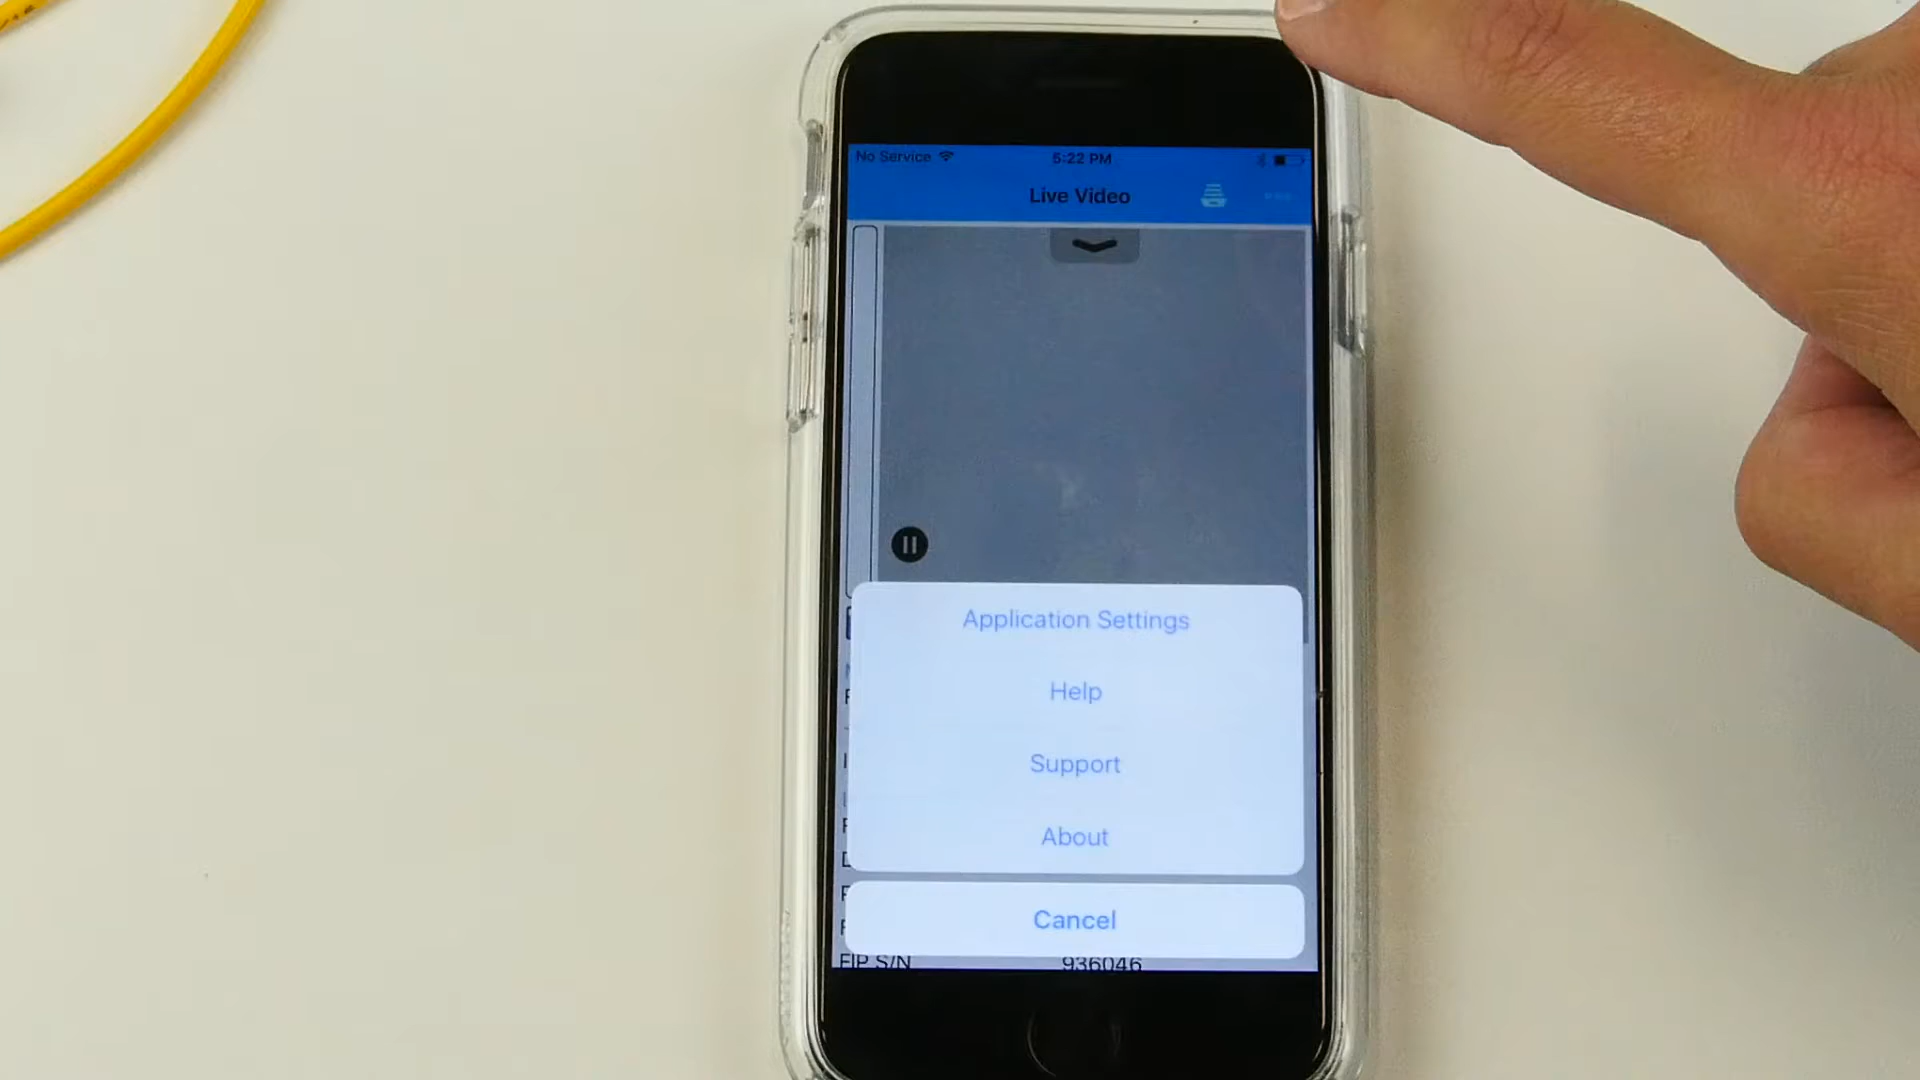 No Service 5:22 PM
Live Video
Application Settings
Help
Support
About
Cancel
FIP S/N 936046